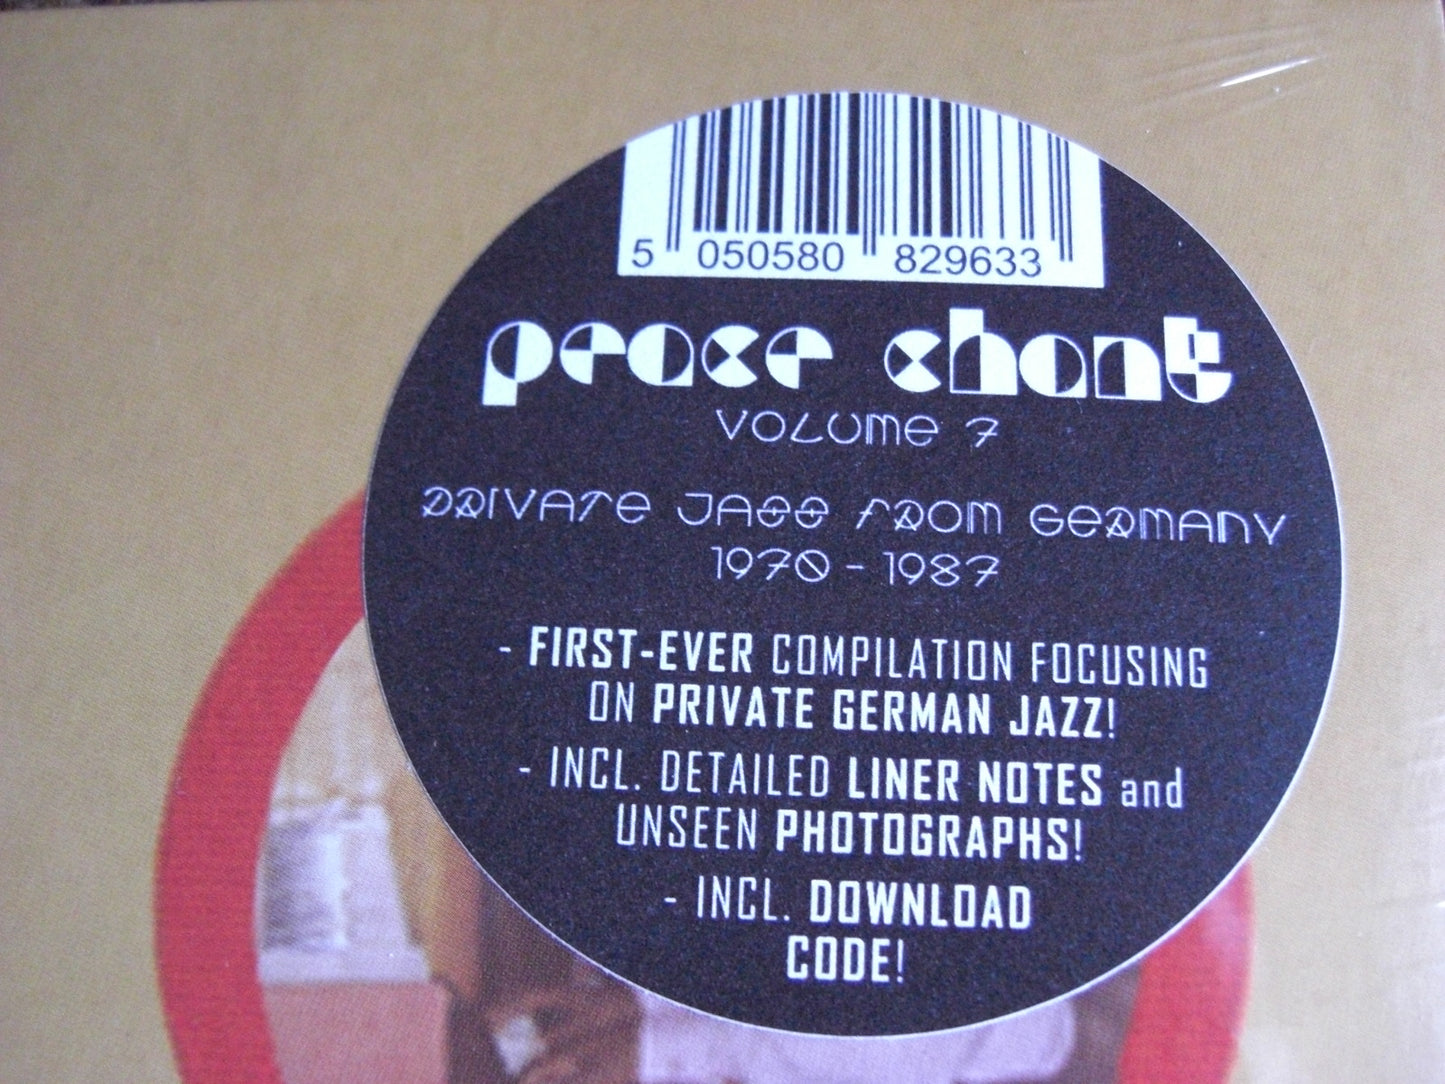 5 050580 829633
peace chant
VOLUME 7
PRIVATE JAZZ FROM GERMANY
1970 - 1987
- FIRST-EVER COMPILATION FOCUSING
ON PRIVATE GERMAN JAZZ!
- INCL. DETAILED LINER NOTES and
UNSEEN PHOTOGRAPHS!
- INCL. DOWNLOAD
CODE!